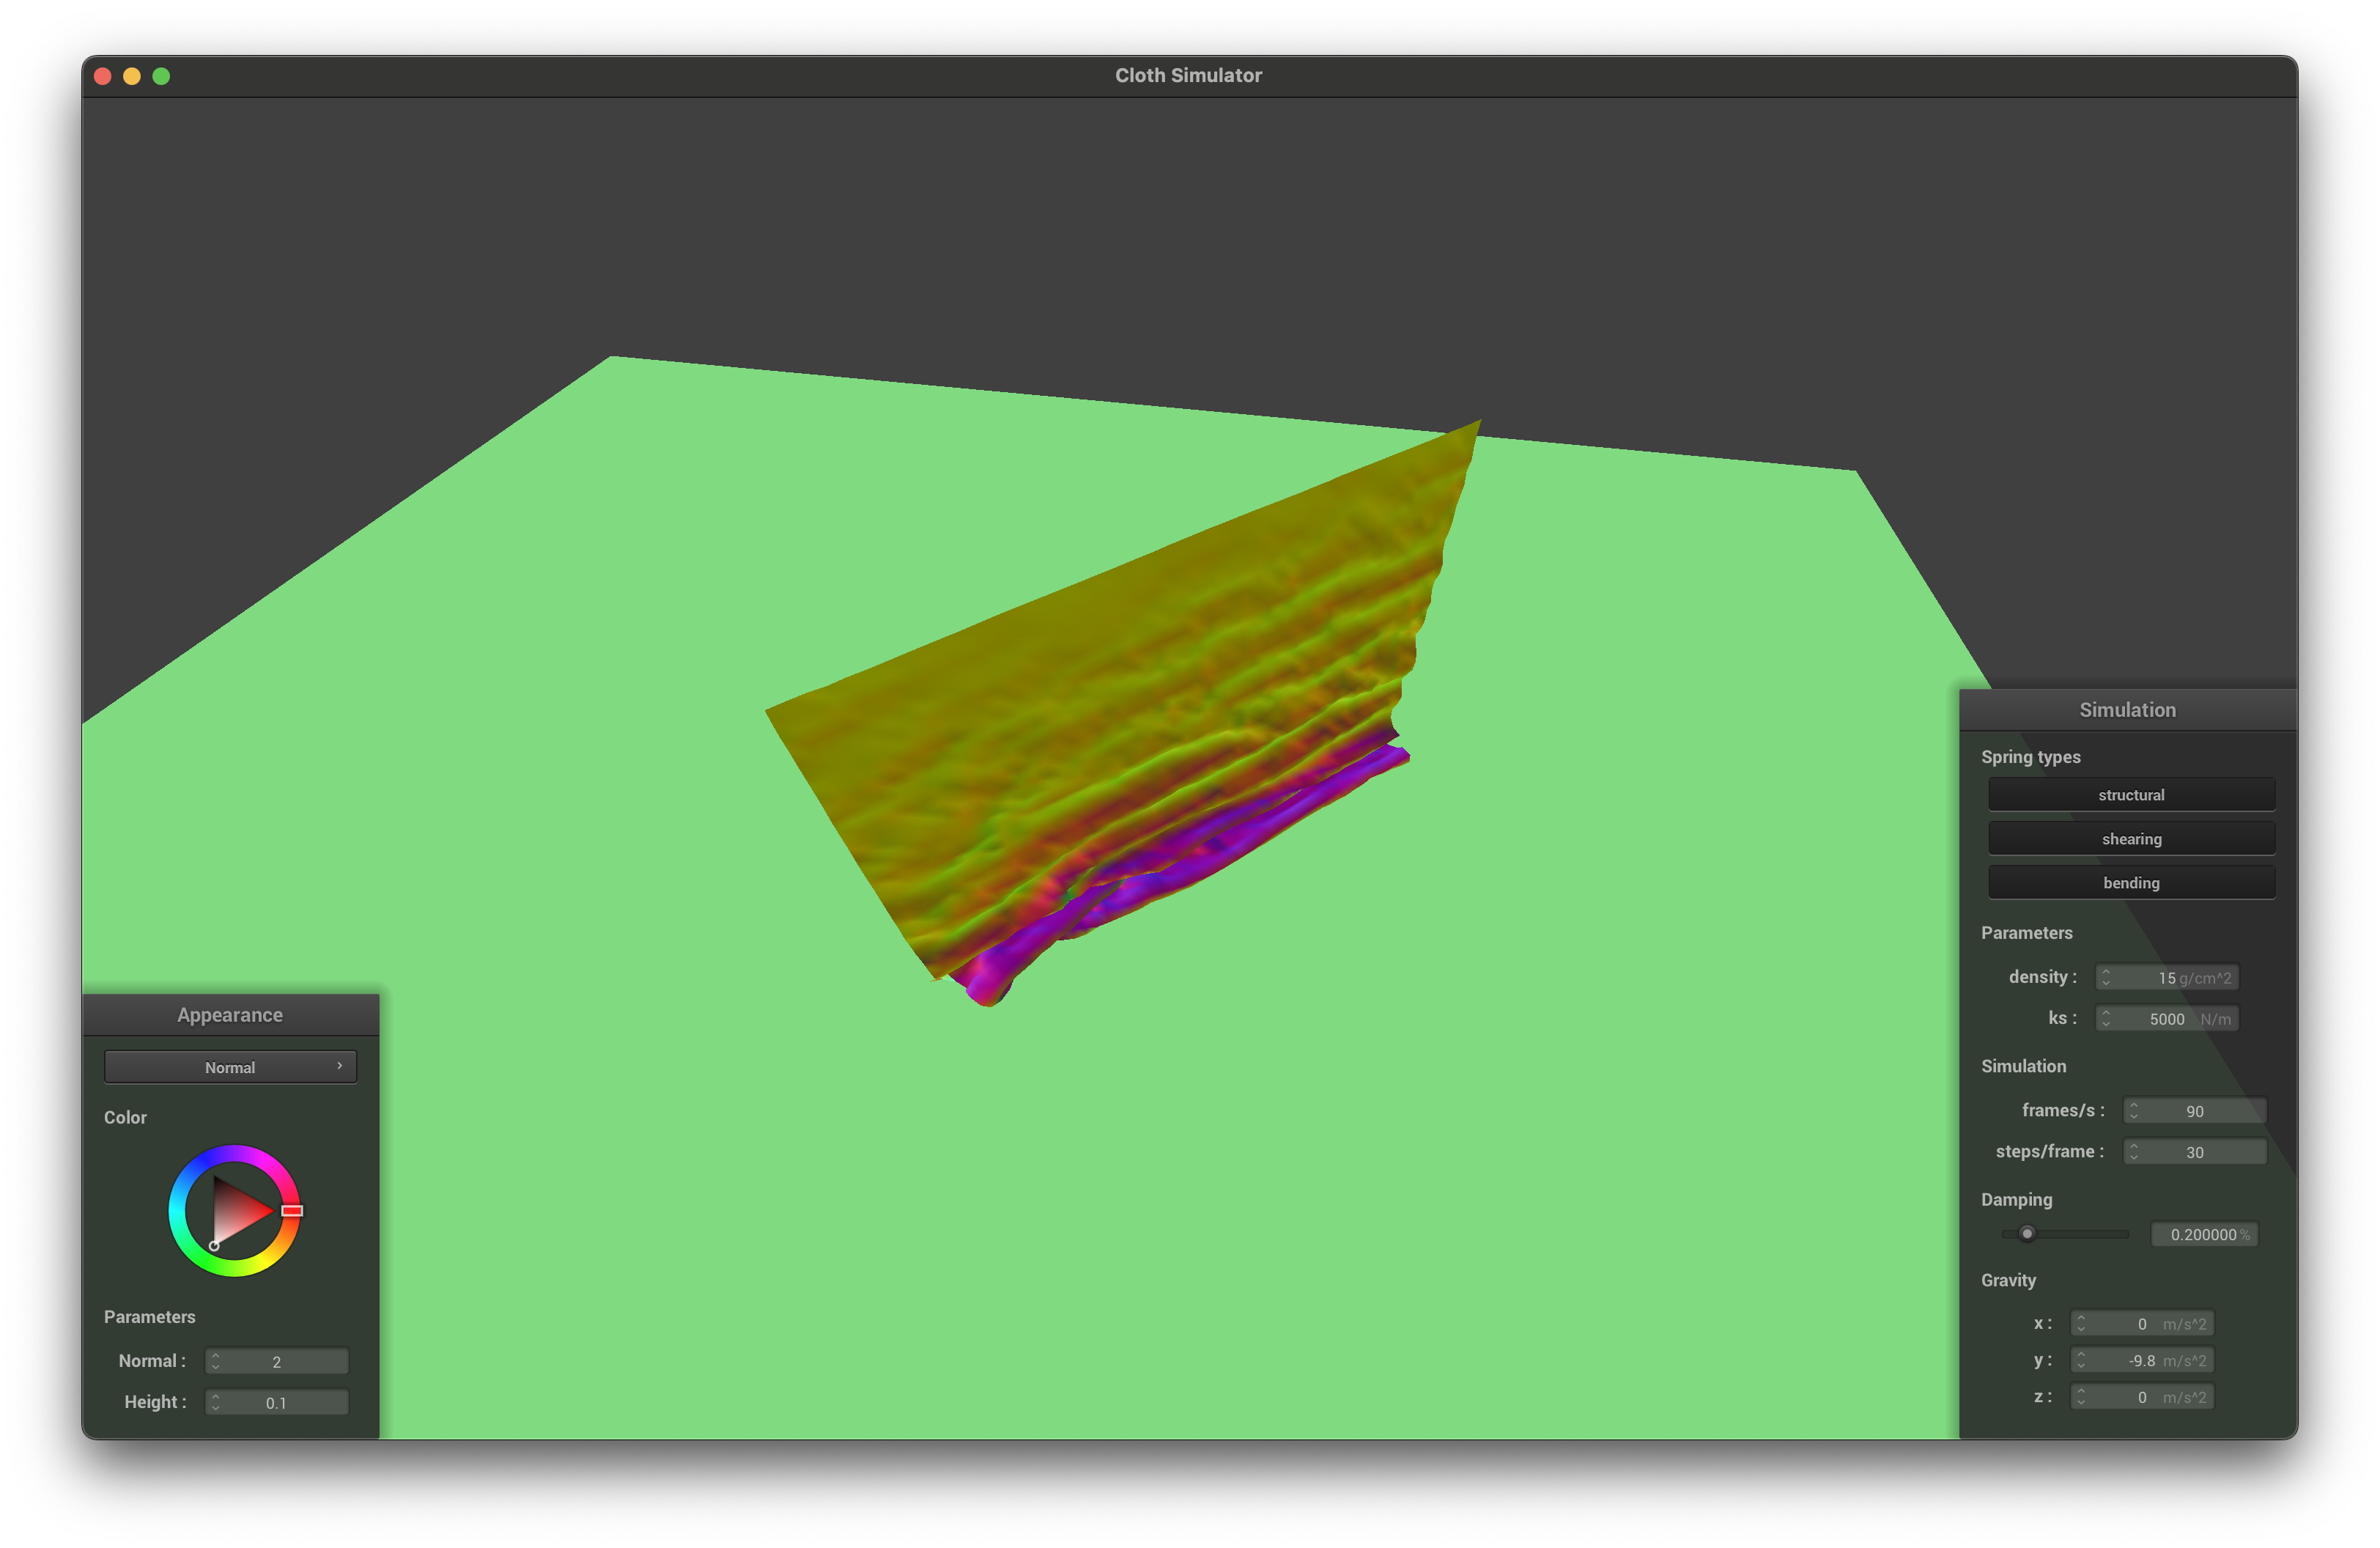 Cloth Simulator
Appearance
Normal
Color
Parameters
Normal : 2
Height : 0.1
Simulation
Spring types
structural
shearing
bending
Parameters
density : 15 g/cm^2
ks : 5000 N/m
Simulation
frames/s : 90
steps/frame : 30
Damping
0.200000 %
Gravity
x : 0 m/s^2
y : -9.8 m/s^2
z : 0 m/s^2